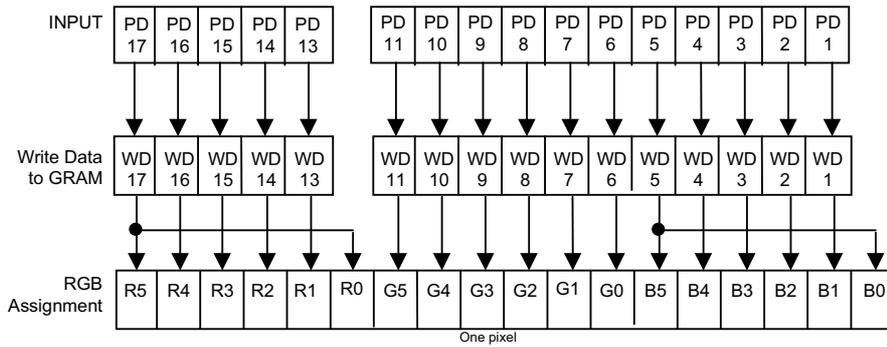 INPUT PD PD PD PD PD PD PD PD PD PD PD PD PD PD PD PD
17 16 15 14 13 11 10 9 8 7 6 5 4 3 2 1
Write Data WD WD WD WD WD WD WD WD WD WD WD WD WD WD WD WD
to GRAM 17 16 15 14 13 11 10 9 8 7 6 5 4 3 2 1
RGB R5 R4 R3 R2 R1 R0 G5 G4 G3 G2 G1 G0 B5 B4 B3 B2 B1 B0
Assignment
One pixel